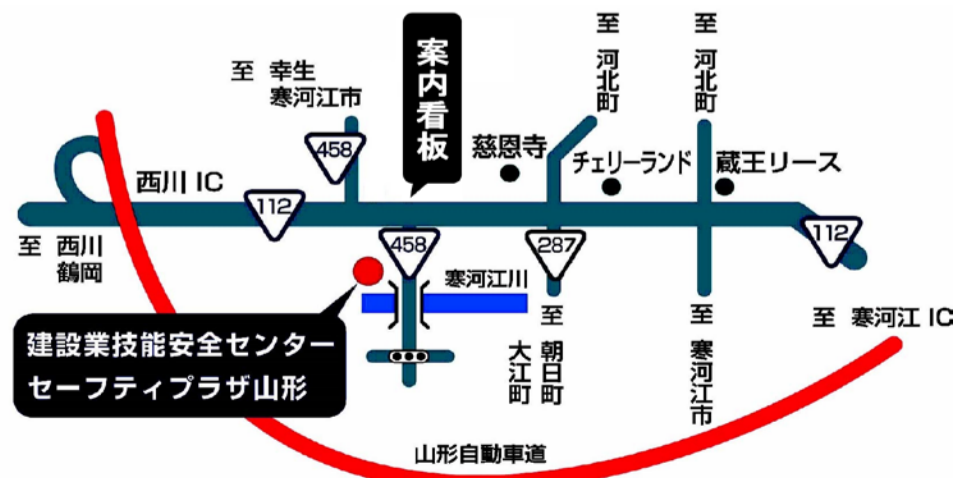 案内看板
至 幸生
寒河江市
458
至 河北町
至 河北町
慈恩寺
チェリーランド
蔵王リース
西川 IC
112
458
287
112
至 西川
鶴岡
寒河江川
建設業技能安全センター
セーフティプラザ山形
至 朝日町
大江町
至 寒河江市
至 寒河江 IC
山形自動車道